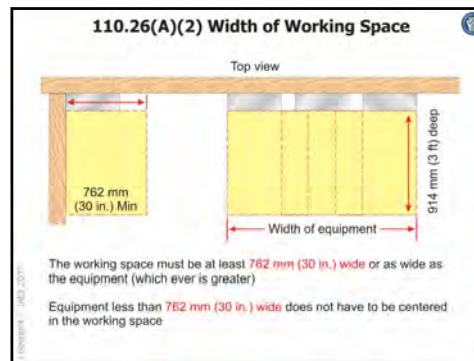 110.26(A)(2) Width of Working Space
Top view
762 mm
(30 in.) Min
914 mm (3 ft) deep
Width of equipment
The working space must be at least 762 mm (30 in.) wide or as wide as
the equipment (which ever is greater)
Equipment less than 762 mm (30 in.) wide does not have to be centered
in the working space